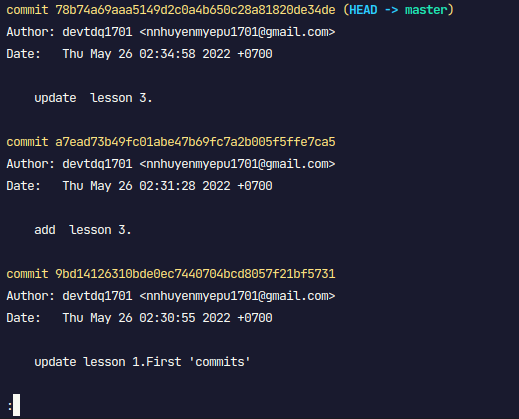 commit 78b74a69aaa5149d2c0a4b650c28a81820de34de (HEAD -> master)
Author: devtdq1701 <nnhuyenmyepu1701@gmail.com>
Date:   Thu May 26 02:34:58 2022 +0700
    update  lesson 3.
commit a7ead73b49fc01abe47b69fc7a2b005f5ffe7ca5
Author: devtdq1701 <nnhuyenmyepu1701@gmail.com>
Date:   Thu May 26 02:31:28 2022 +0700
    add  lesson 3.
commit 9bd14126310bde0ec7440704bcd8057f21bf5731
Author: devtdq1701 <nnhuyenmyepu1701@gmail.com>
Date:   Thu May 26 02:30:55 2022 +0700
    update lesson 1.First 'commits'
: